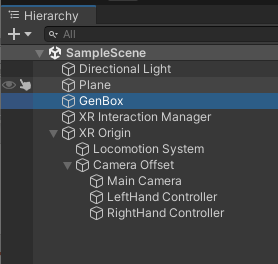 Hierarchy
All
SampleScene
Directional Light
Plane
GenBox
XR Interaction Manager
XR Origin
Locomotion System
Camera Offset
Main Camera
LeftHand Controller
RightHand Controller